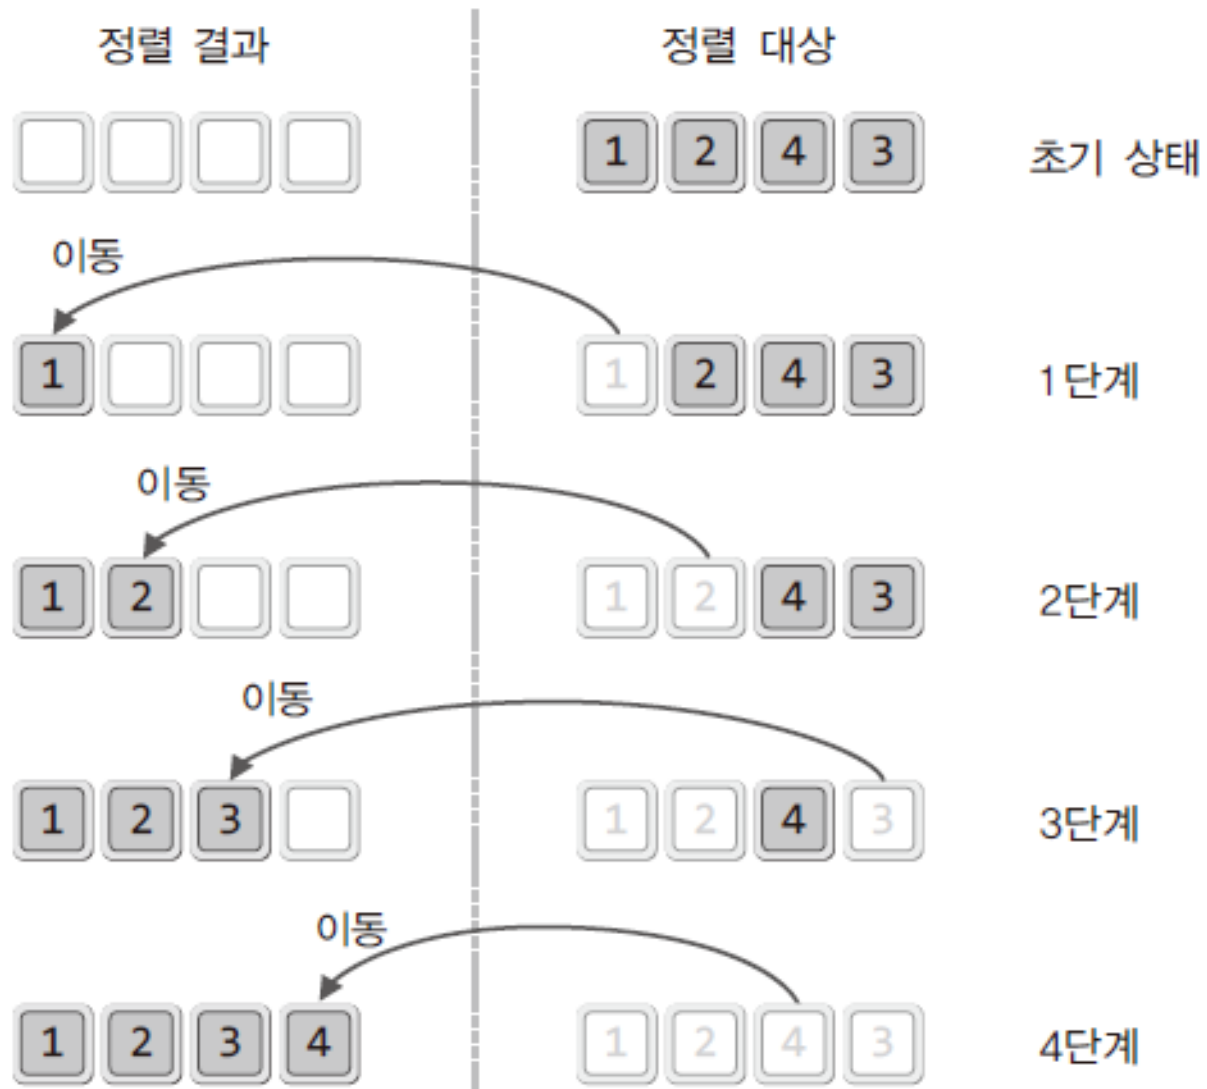 정렬 결과 정렬 대상
1 2 4 3 초기 상태
이동
1 1 2 4 3 1단계
이동
1 2 1 2 4 3 2단계
이동
1 2 3 1 2 4 3 3단계
이동
1 2 3 4 1 2 4 3 4단계